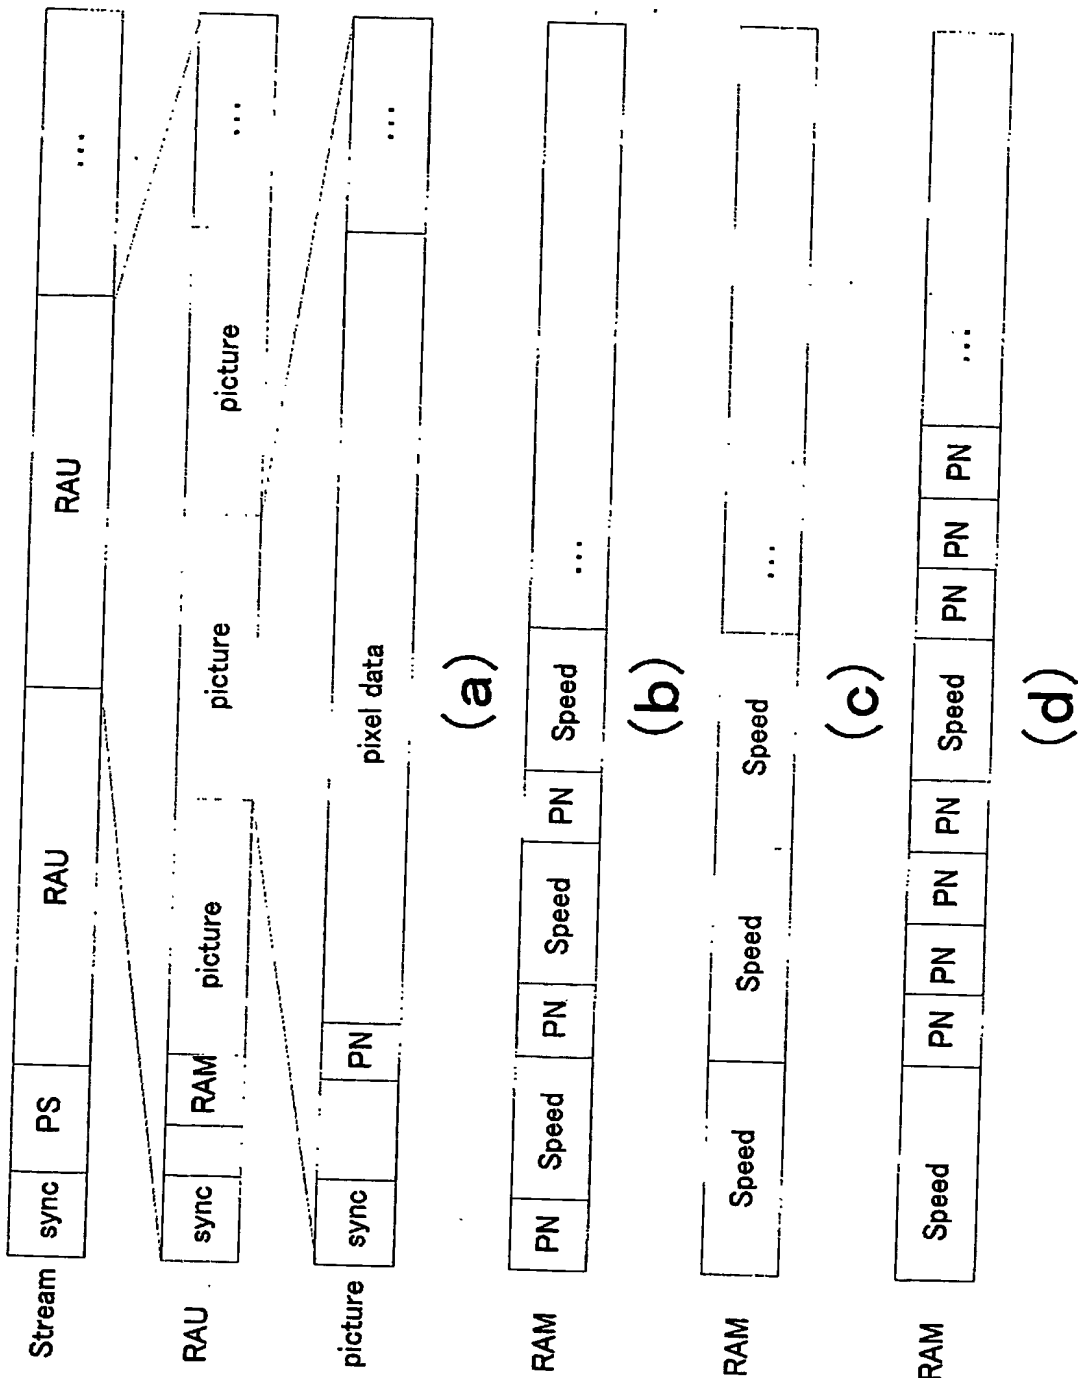 Stream sync PS RAU RAU ...
RAU sync RAM picture picture picture ...
picture sync PN pixel data ...
(a)
RAM PN Speed PN Speed PN Speed ...
(b)
RAM Speed Speed Speed ...
(c)
RAM Speed PN PN PN PN Speed PN PN PN ...
(d)